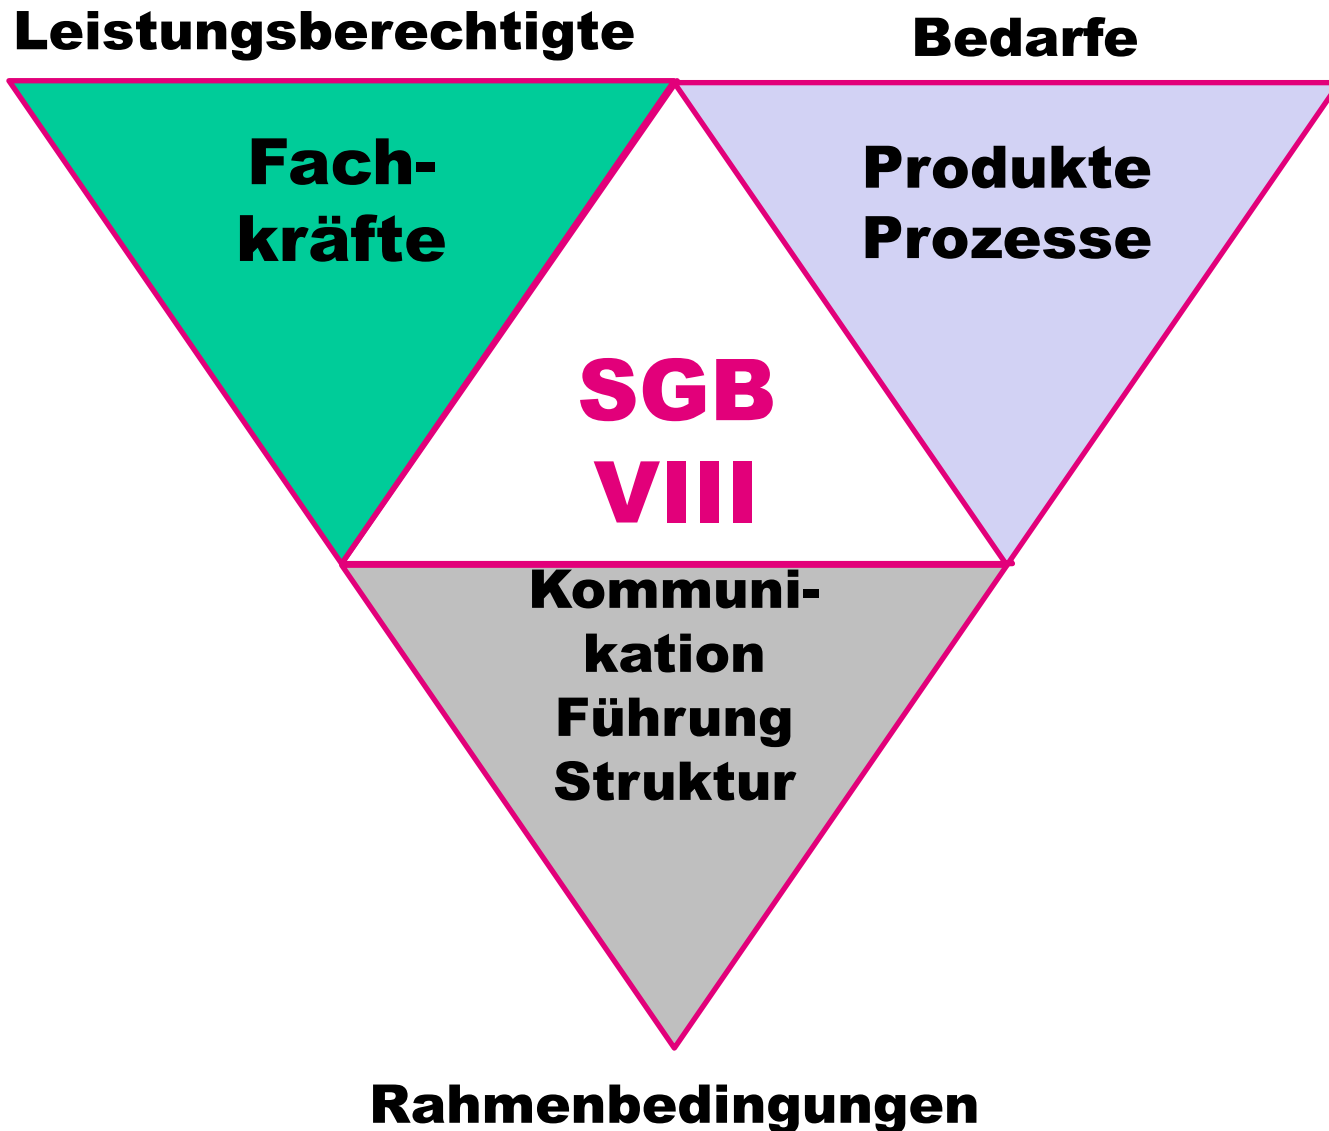 Leistungsberechtigte
Bedarfe
Fach-
kräfte
Produkte
Prozesse
SGB
VIII
Kommuni-
kation
Führung
Struktur
Rahmenbedingungen